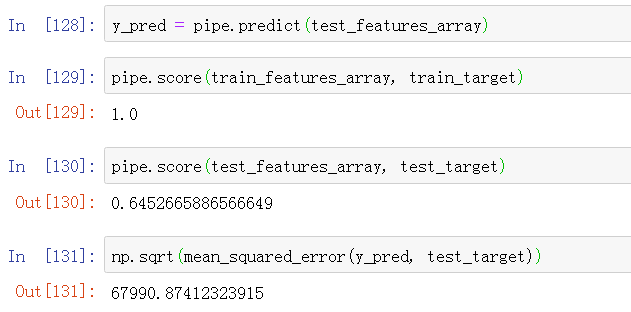 In [128]: y_pred = pipe.predict(test_features_array)
In [129]: pipe.score(train_features_array, train_target)
Out[129]: 1.0
In [130]: pipe.score(test_features_array, test_target)
Out[130]: 0.6452665886566649
In [131]: np.sqrt(mean_squared_error(y_pred, test_target))
Out[131]: 67990.87412323915